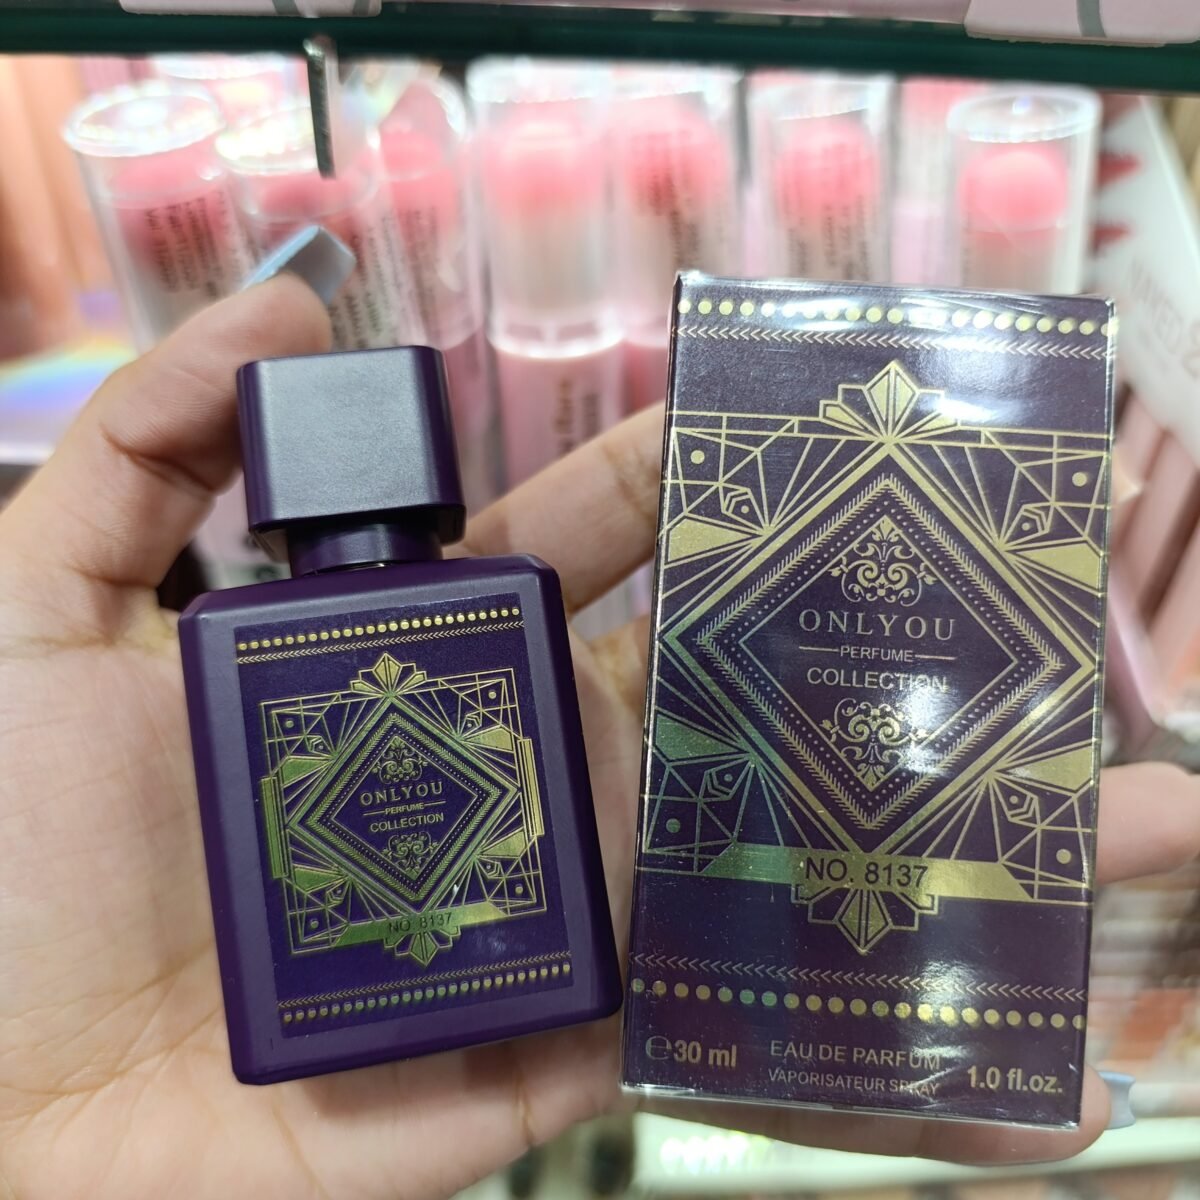 ONLYOU
PERFUME
COLLECTION
NO. 8137
ONLYOU
PERFUME
COLLECTION
NO. 8137
℮30 ml
EAU DE PARFUM
VAPORISATEUR SPRAY
1.0 fl.oz.